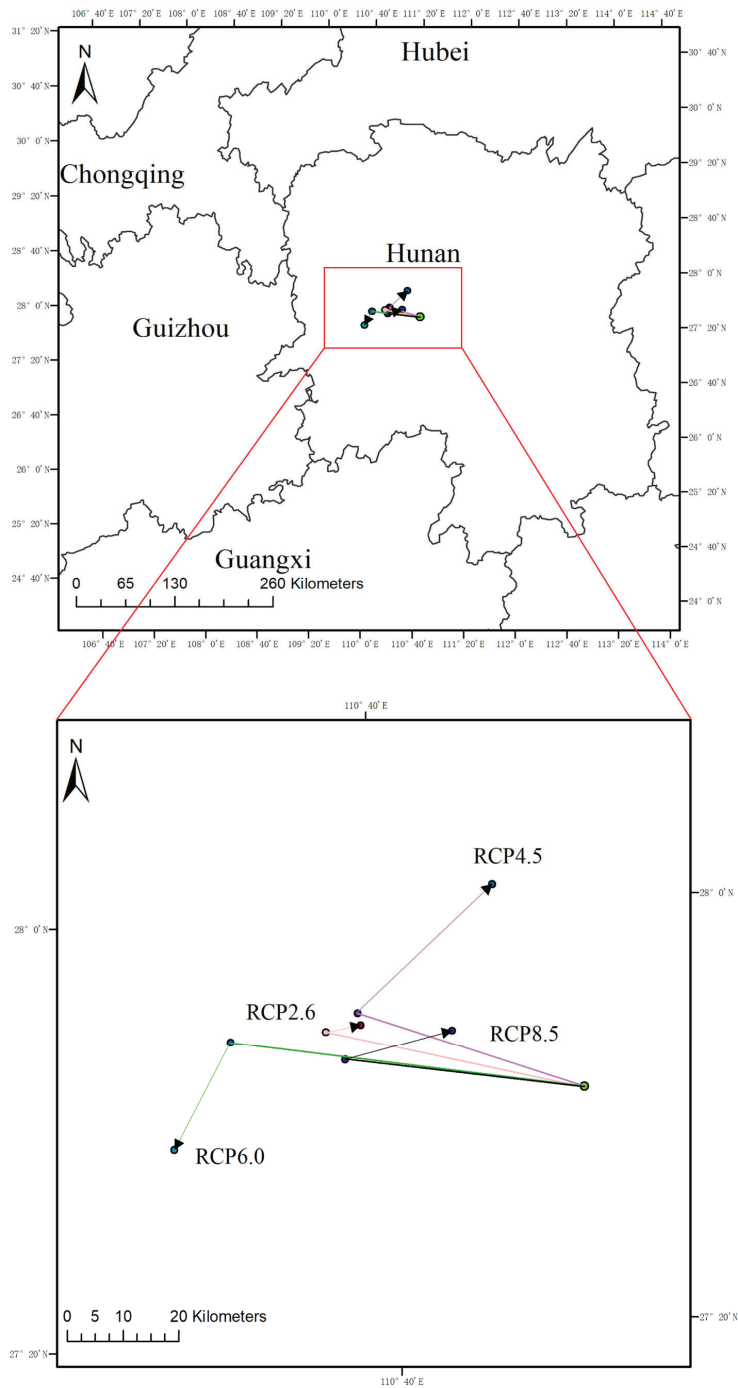 106° 40′E 107° 20′E 108° 0′E 108° 40′E 109° 20′E 110° 0′E 110° 40′E 111° 20′E 112° 0′E 112° 40′E 113° 20′E 114° 0′E 114° 40′E
31° 20′N
30° 40′N
30° 0′N
29° 20′N
28° 40′N
28° 0′N
27° 20′N
26° 40′N
26° 0′N
25° 20′N
24° 40′N
N
Hubei
Chongqing
Hunan
Guizhou
Guangxi
0 65 130 260 Kilometers
30° 40′N
30° 0′N
29° 20′N
28° 40′N
28° 0′N
27° 20′N
26° 40′N
26° 0′N
25° 20′N
24° 40′N
24° 0′N
106° 40′E 107° 20′E 108° 0′E 108° 40′E 109° 20′E 110° 0′E 110° 40′E 111° 20′E 112° 0′E 112° 40′E 113° 20′E 114° 0′E
110° 40′E
N
RCP4.5
28° 0′N
28° 0′N
RCP2.6
RCP8.5
RCP6.0
0 5 10 20 Kilometers
27° 20′N
27° 20′N
110° 40′E